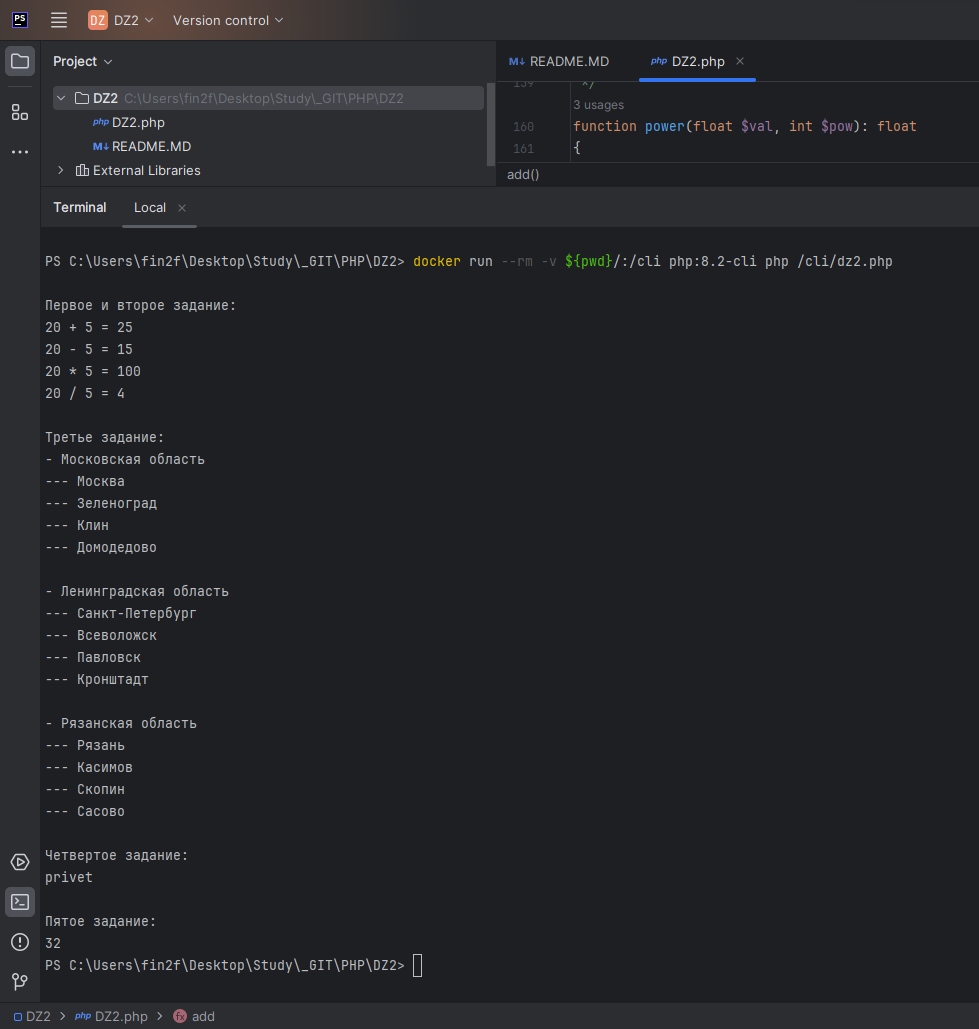 PS
DZ DZ2 Version control
Project
DZ2 C:\Users\fin2f\Desktop\Study\_GIT\PHP\DZ2
php DZ2.php
M↓ README.MD
External Libraries
M↓ README.MD php DZ2.php ×
159 */
3 usages
160 function power(float $val, int $pow): float
161 {
add()
Terminal Local ×
PS C:\Users\fin2f\Desktop\Study\_GIT\PHP\DZ2> docker run --rm -v ${pwd}/:/cli php:8.2-cli php /cli/dz2.php
Первое и второе задание:
20 + 5 = 25
20 - 5 = 15
20 * 5 = 100
20 / 5 = 4
Третье задание:
- Московская область
--- Москва
--- Зеленоград
--- Клин
--- Домодедово
- Ленинградская область
--- Санкт-Петербург
--- Всеволожск
--- Павловск
--- Кронштадт
- Рязанская область
--- Рязань
--- Касимов
--- Скопин
--- Сасово
Четвертое задание:
privet
Пятое задание:
32
PS C:\Users\fin2f\Desktop\Study\_GIT\PHP\DZ2>
DZ2 > php DZ2.php > fx add